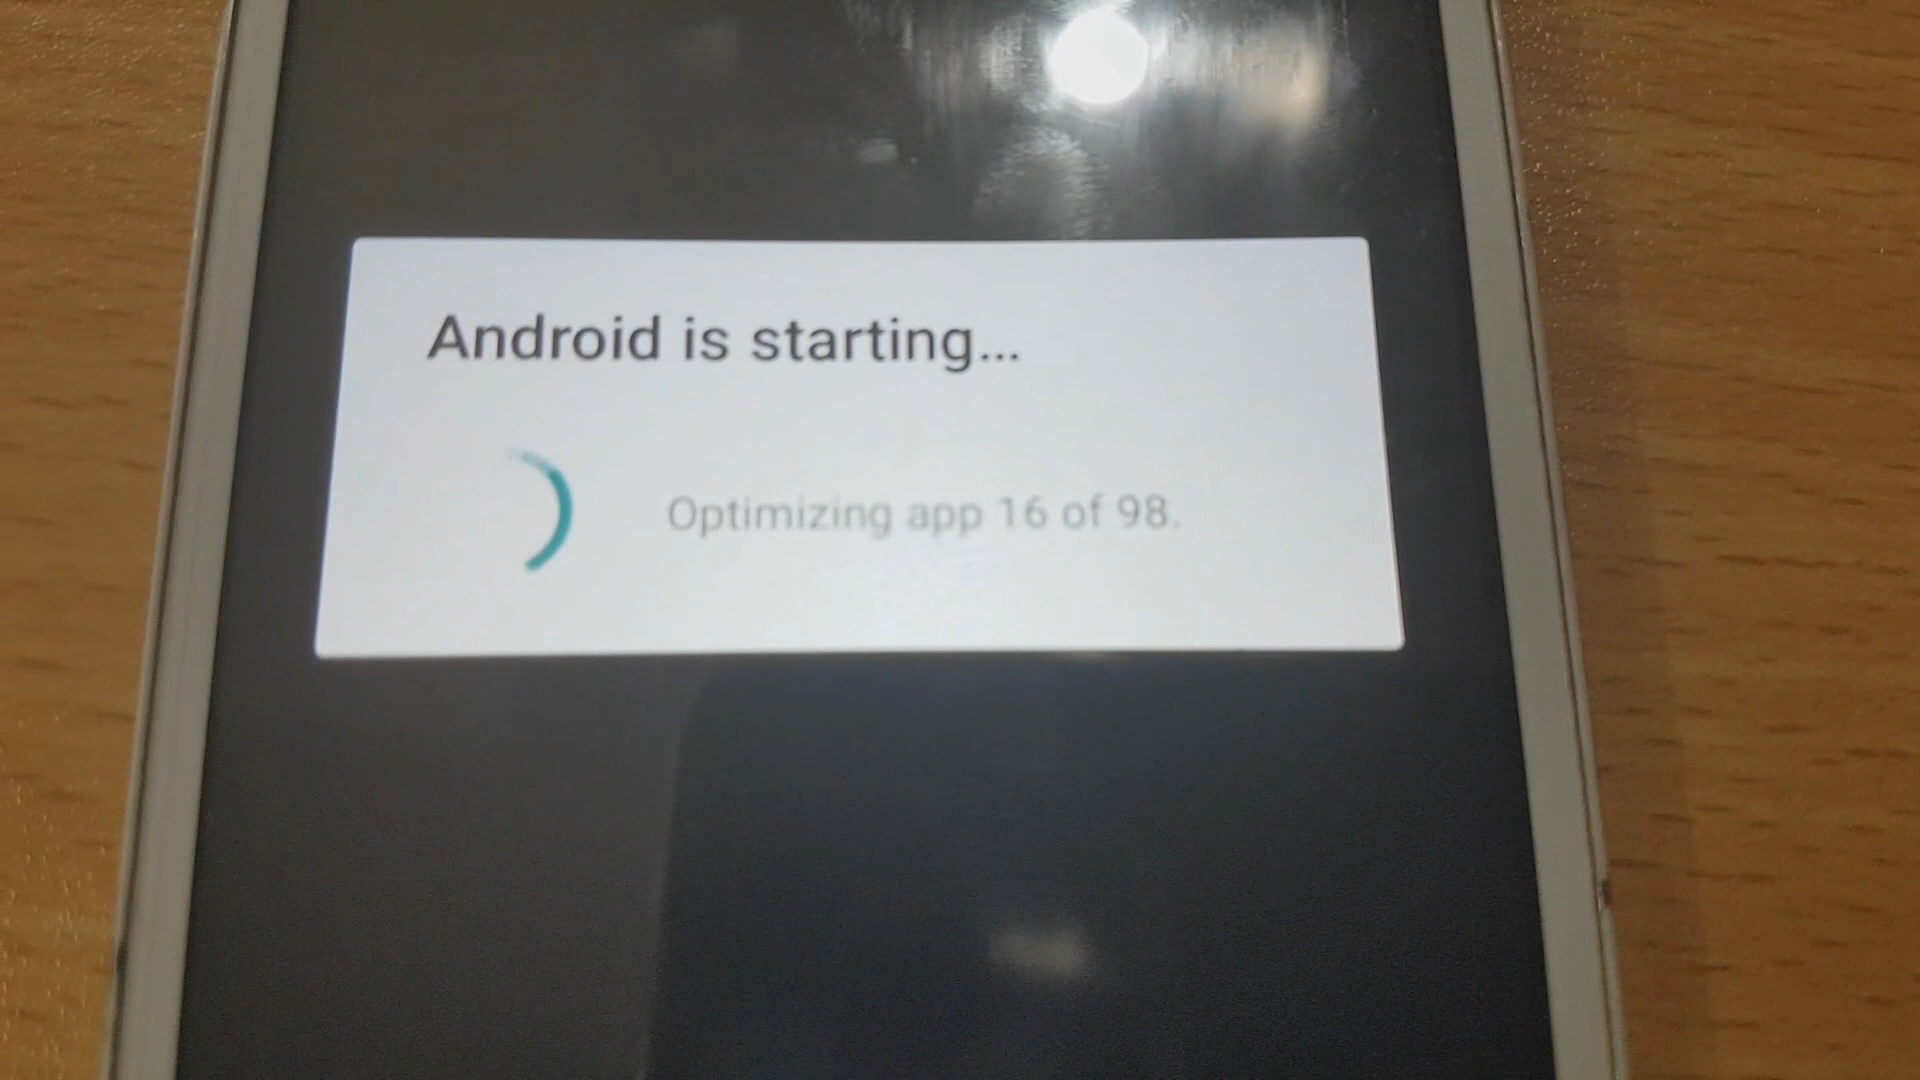 Android is starting...
Optimizing app 16 of 98.